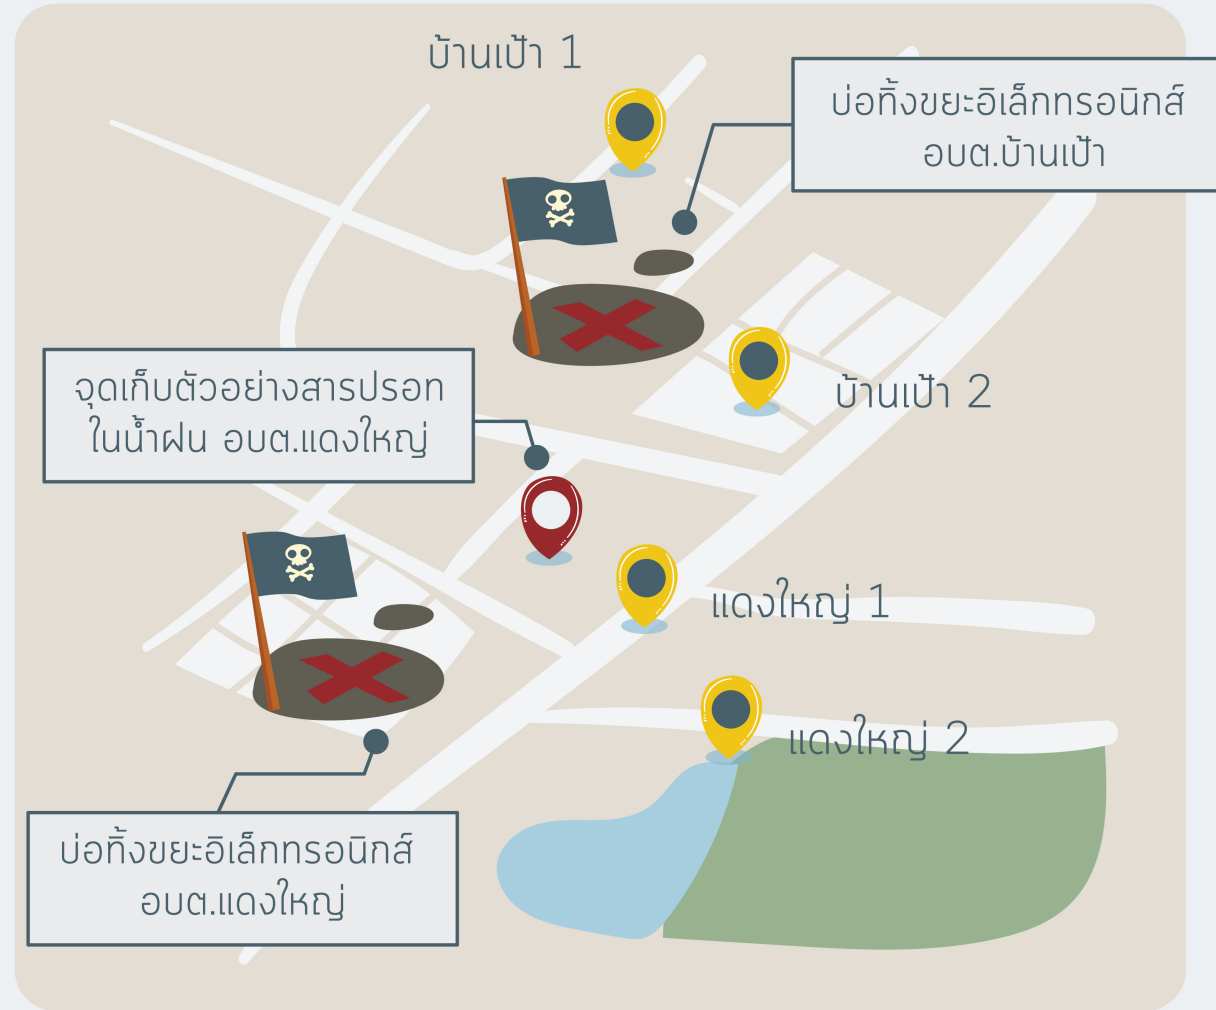 บ้านเป้า 1
บ่อทิ้งขยะอิเล็กทรอนิกส์
อบต.บ้านเป้า
จุดเก็บตัวอย่างสารปรอท
ในน้ำฝน อบต.แดงใหญ่
บ้านเป้า 2
แดงใหญ่ 1
แดงใหญ่ 2
บ่อทิ้งขยะอิเล็กทรอนิกส์
อบต.แดงใหญ่